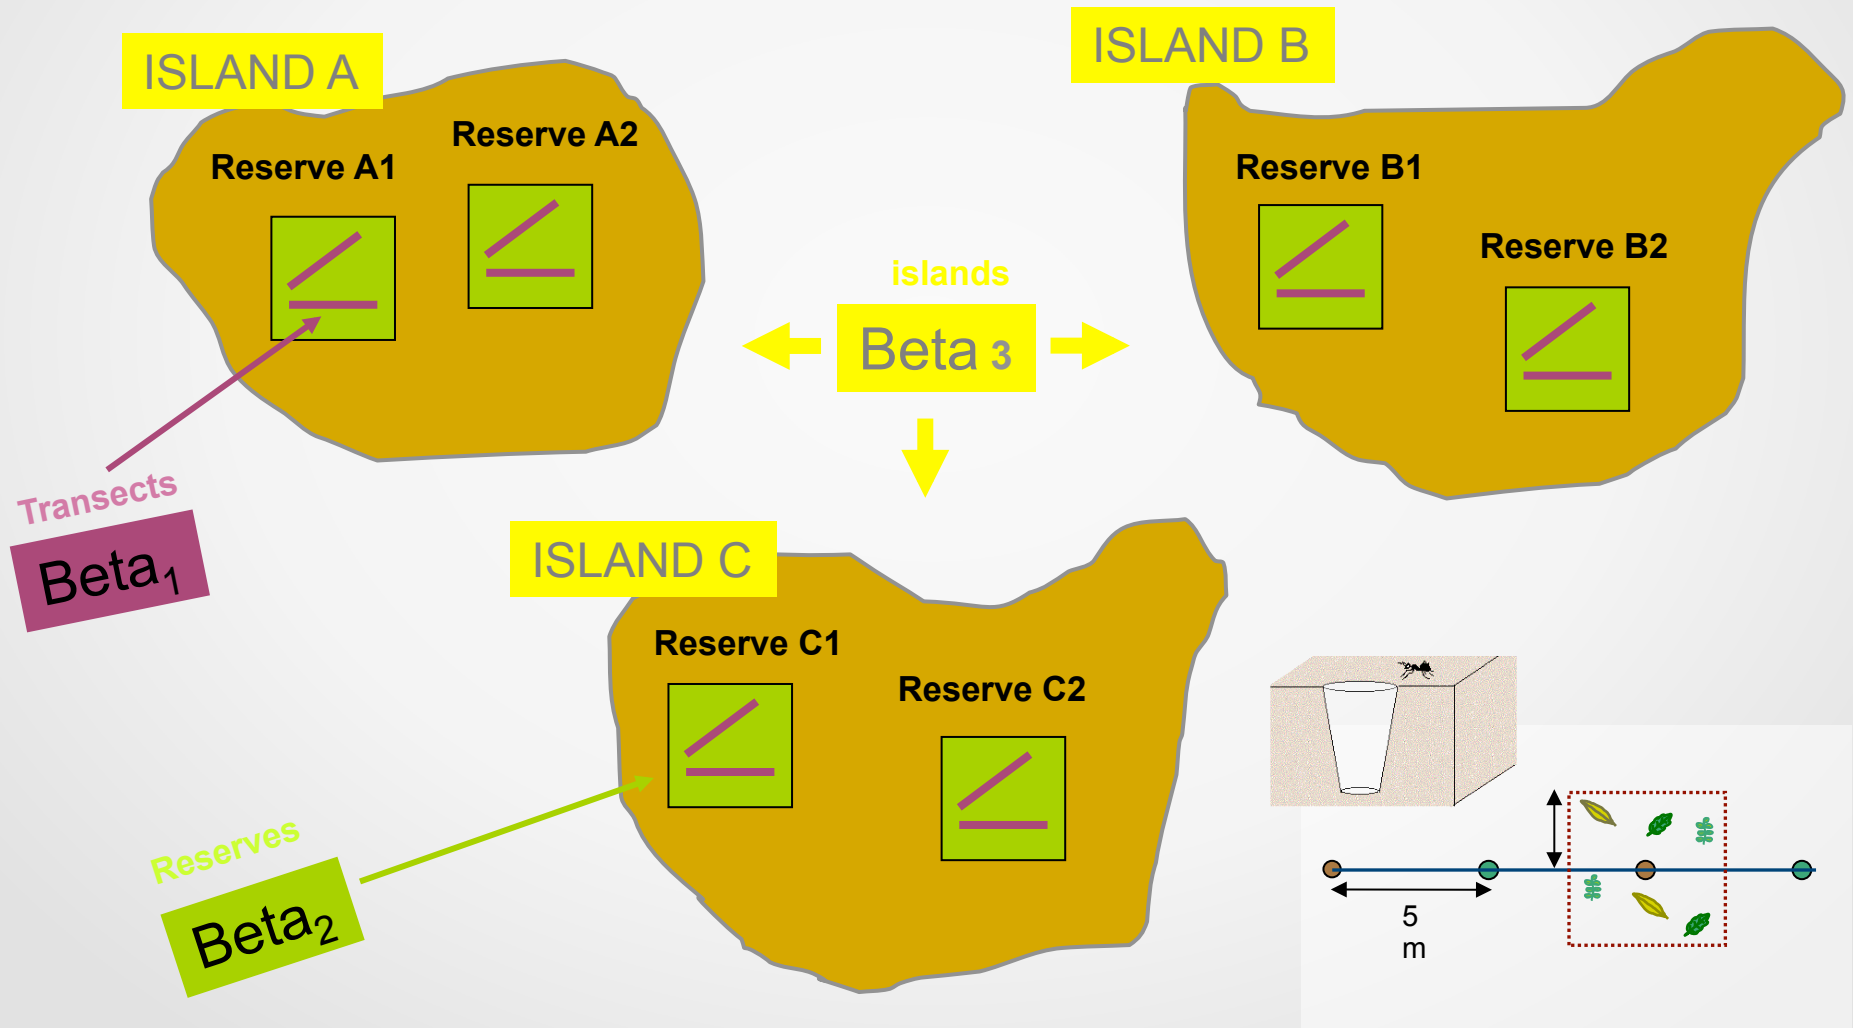 ISLAND A
ISLAND B
Reserve A2
Reserve A1
Reserve B1
Reserve B2
islands
Beta 3
Transects
Beta1
ISLAND C
Reserve C1
Reserve C2
Reserves
Beta2
5
m